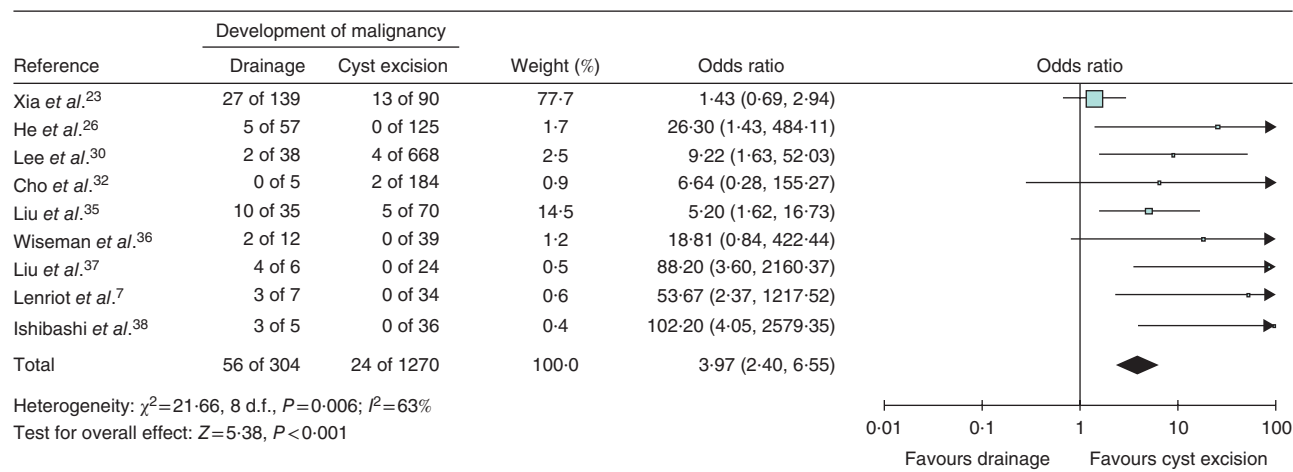 Development of malignancy
Reference Drainage Cyst excision Weight (%) Odds ratio Odds ratio
Xia et al.23 27 of 139 13 of 90 77·7 1·43 (0·69, 2·94)
He et al.26 5 of 57 0 of 125 1·7 26·30 (1·43, 484·11)
Lee et al.30 2 of 38 4 of 668 2·5 9·22 (1·63, 52·03)
Cho et al.32 0 of 5 2 of 184 0·9 6·64 (0·28, 155·27)
Liu et al.35 10 of 35 5 of 70 14·5 5·20 (1·62, 16·73)
Wiseman et al.36 2 of 12 0 of 39 1·2 18·81 (0·84, 422·44)
Liu et al.37 4 of 6 0 of 24 0·5 88·20 (3·60, 2160·37)
Lenriot et al.7 3 of 7 0 of 34 0·6 53·67 (2·37, 1217·52)
Ishibashi et al.38 3 of 5 0 of 36 0·4 102·20 (4·05, 2579·35)
Total 56 of 304 24 of 1270 100·0 3·97 (2·40, 6·55)
Heterogeneity: χ²=21·66, 8 d.f., P=0·006; I²=63%
Test for overall effect: Z=5·38, P<0·001
0·01 0·1 1 10 100
Favours drainage Favours cyst excision